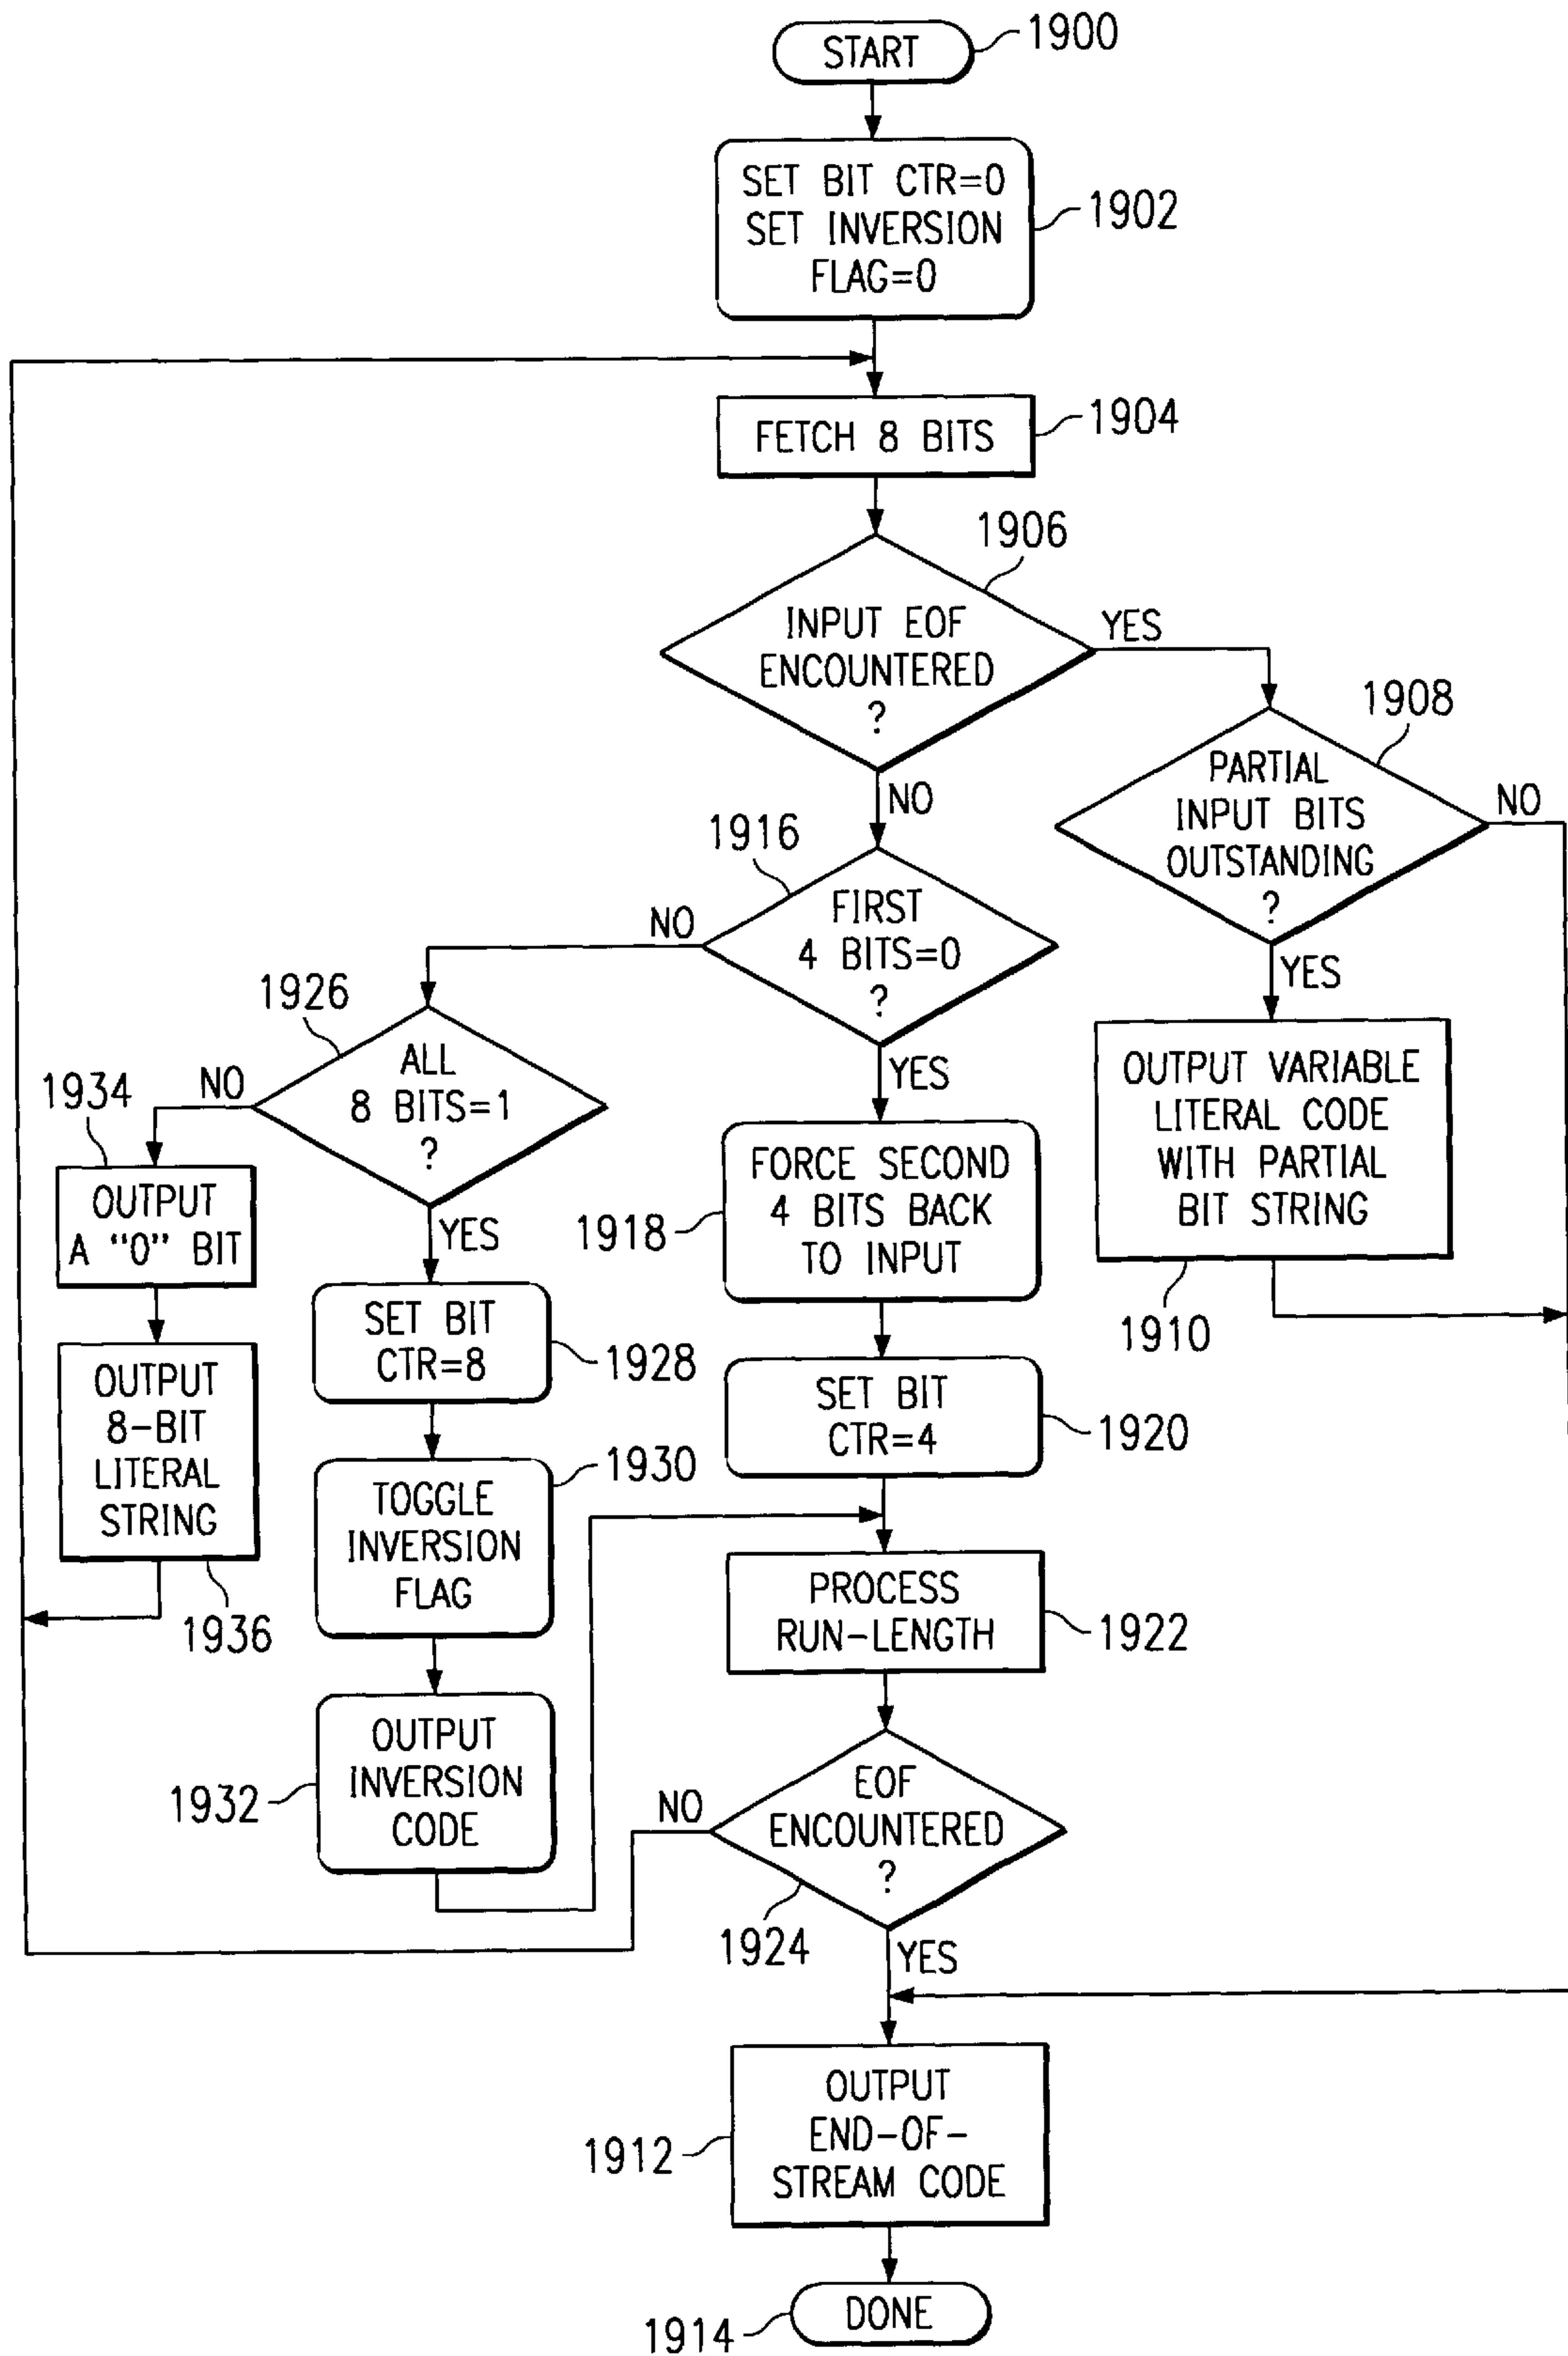 START
1900
SET BIT CTR=0
SET INVERSION
FLAG=0
1902
FETCH 8 BITS
1904
1906
INPUT EOF
ENCOUNTERED
?
YES
NO
1908
PARTIAL
INPUT BITS
OUTSTANDING
?
NO
YES
1916
FIRST
4 BITS=0
?
NO
YES
1926
ALL
8 BITS=1
?
NO
YES
1934
OUTPUT
A "0" BIT
OUTPUT
8-BIT
LITERAL
STRING
1936
SET BIT
CTR=8
1928
TOGGLE
INVERSION
FLAG
1930
OUTPUT
INVERSION
CODE
1932
FORCE SECOND
4 BITS BACK
TO INPUT
1918
SET BIT
CTR=4
1920
OUTPUT VARIABLE
LITERAL CODE
WITH PARTIAL
BIT STRING
1910
PROCESS
RUN-LENGTH
1922
EOF
ENCOUNTERED
?
NO
1924
YES
OUTPUT
END-OF-
STREAM CODE
1912
DONE
1914